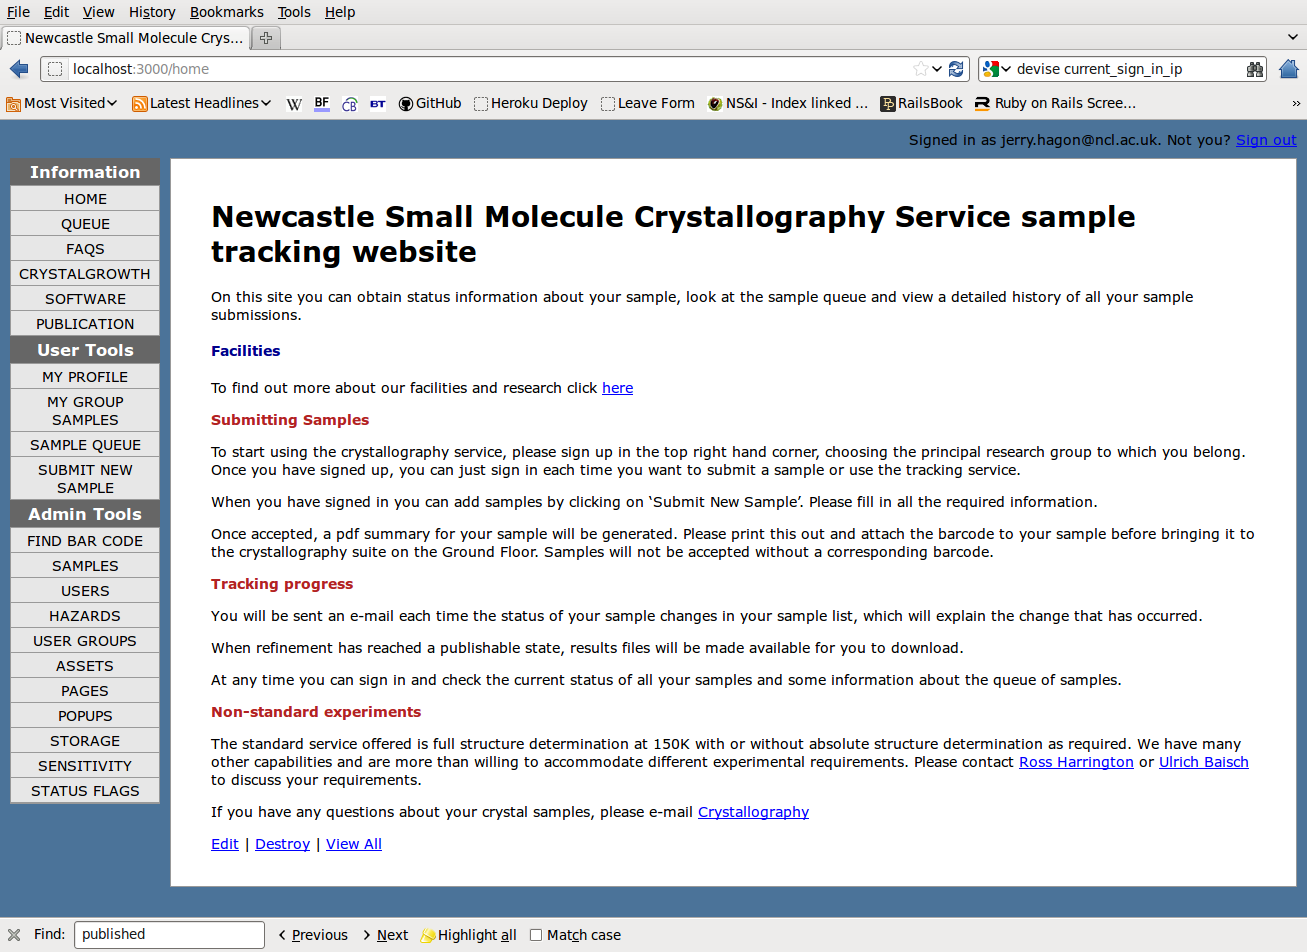 File Edit View History Bookmarks Tools Help
Newcastle Small Molecule Crys...
localhost:3000/home
devise current_sign_in_ip
Most Visited Latest Headlines W BF CB BT GitHub Heroku Deploy Leave Form NS&I - Index linked ... RailsBook Ruby on Rails Scree... »
Signed in as jerry.hagon@ncl.ac.uk. Not you? Sign out
Information
HOME
QUEUE
FAQS
CRYSTALGROWTH
SOFTWARE
PUBLICATION
User Tools
MY PROFILE
MY GROUP
SAMPLES
SAMPLE QUEUE
SUBMIT NEW
SAMPLE
Admin Tools
FIND BAR CODE
SAMPLES
USERS
HAZARDS
USER GROUPS
ASSETS
PAGES
POPUPS
STORAGE
SENSITIVITY
STATUS FLAGS
Newcastle Small Molecule Crystallography Service sample
tracking website
On this site you can obtain status information about your sample, look at the sample queue and view a detailed history of all your sample
submissions.
Facilities
To find out more about our facilities and research click here
Submitting Samples
To start using the crystallography service, please sign up in the top right hand corner, choosing the principal research group to which you belong.
Once you have signed up, you can just sign in each time you want to submit a sample or use the tracking service.
When you have signed in you can add samples by clicking on ‘Submit New Sample’. Please fill in all the required information.
Once accepted, a pdf summary for your sample will be generated. Please print this out and attach the barcode to your sample before bringing it to
the crystallography suite on the Ground Floor. Samples will not be accepted without a corresponding barcode.
Tracking progress
You will be sent an e-mail each time the status of your sample changes in your sample list, which will explain the change that has occurred.
When refinement has reached a publishable state, results files will be made available for you to download.
At any time you can sign in and check the current status of all your samples and some information about the queue of samples.
Non-standard experiments
The standard service offered is full structure determination at 150K with or without absolute structure determination as required. We have many
other capabilities and are more than willing to accommodate different experimental requirements. Please contact Ross Harrington or Ulrich Baisch
to discuss your requirements.
If you have any questions about your crystal samples, please e-mail Crystallography
Edit | Destroy | View All
Find: published Previous Next Highlight all Match case